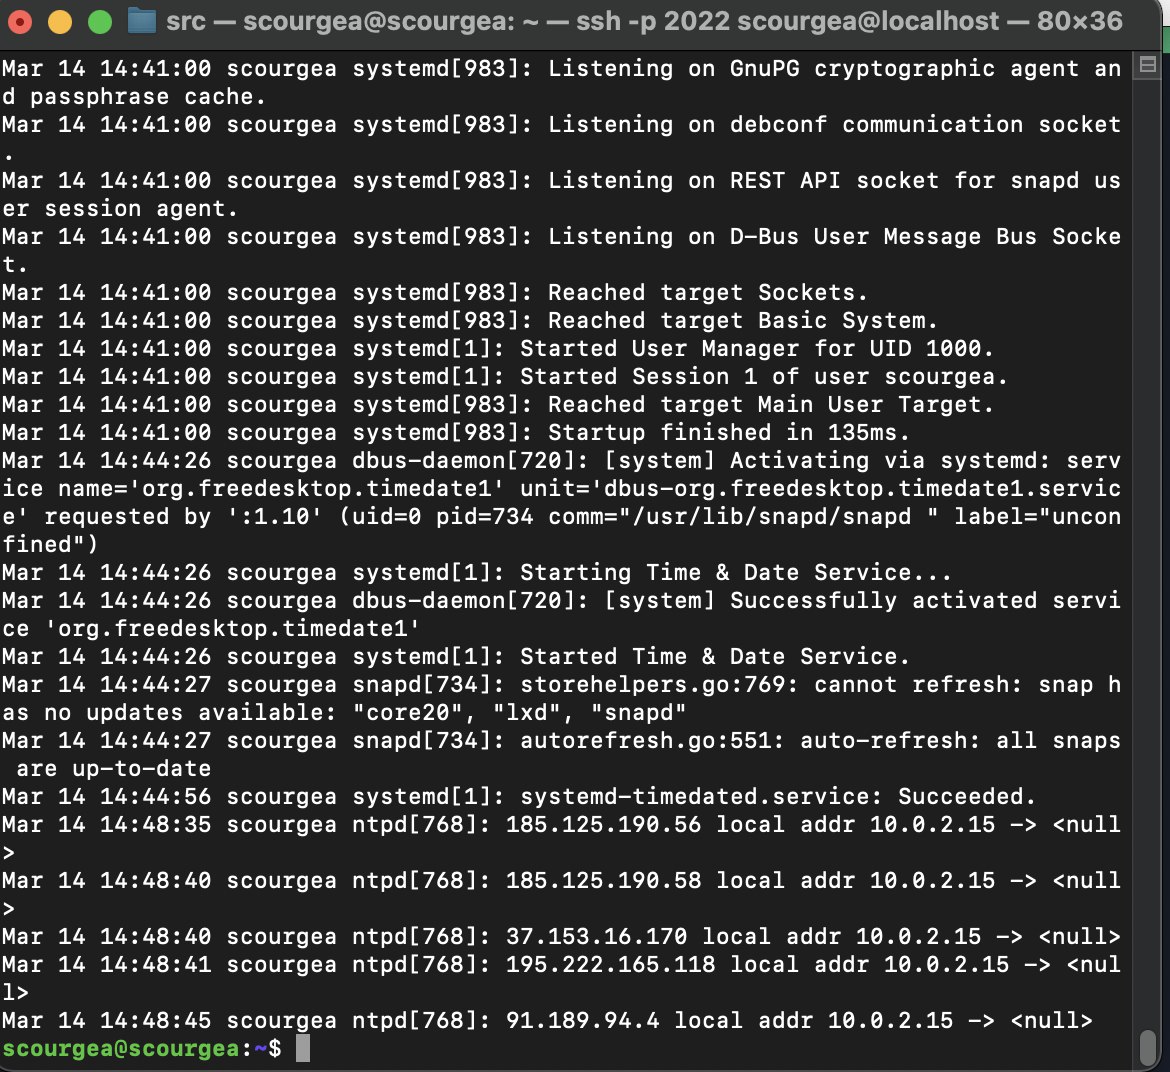 src — scourgea@scourgea: ~ — ssh -p 2022 scourgea@localhost — 80×36
Mar 14 14:41:00 scourgea systemd[983]: Listening on GnuPG cryptographic agent an
d passphrase cache.
Mar 14 14:41:00 scourgea systemd[983]: Listening on debconf communication socket
.
Mar 14 14:41:00 scourgea systemd[983]: Listening on REST API socket for snapd us
er session agent.
Mar 14 14:41:00 scourgea systemd[983]: Listening on D-Bus User Message Bus Socke
t.
Mar 14 14:41:00 scourgea systemd[983]: Reached target Sockets.
Mar 14 14:41:00 scourgea systemd[983]: Reached target Basic System.
Mar 14 14:41:00 scourgea systemd[1]: Started User Manager for UID 1000.
Mar 14 14:41:00 scourgea systemd[1]: Started Session 1 of user scourgea.
Mar 14 14:41:00 scourgea systemd[983]: Reached target Main User Target.
Mar 14 14:41:00 scourgea systemd[983]: Startup finished in 135ms.
Mar 14 14:44:26 scourgea dbus-daemon[720]: [system] Activating via systemd: serv
ice name='org.freedesktop.timedate1' unit='dbus-org.freedesktop.timedate1.servic
e' requested by ':1.10' (uid=0 pid=734 comm="/usr/lib/snapd/snapd " label="uncon
fined")
Mar 14 14:44:26 scourgea systemd[1]: Starting Time & Date Service...
Mar 14 14:44:26 scourgea dbus-daemon[720]: [system] Successfully activated servi
ce 'org.freedesktop.timedate1'
Mar 14 14:44:26 scourgea systemd[1]: Started Time & Date Service.
Mar 14 14:44:27 scourgea snapd[734]: storehelpers.go:769: cannot refresh: snap h
as no updates available: "core20", "lxd", "snapd"
Mar 14 14:44:27 scourgea snapd[734]: autorefresh.go:551: auto-refresh: all snaps
 are up-to-date
Mar 14 14:44:56 scourgea systemd[1]: systemd-timedated.service: Succeeded.
Mar 14 14:48:35 scourgea ntpd[768]: 185.125.190.56 local addr 10.0.2.15 -> <null
>
Mar 14 14:48:40 scourgea ntpd[768]: 185.125.190.58 local addr 10.0.2.15 -> <null
>
Mar 14 14:48:40 scourgea ntpd[768]: 37.153.16.170 local addr 10.0.2.15 -> <null>
Mar 14 14:48:41 scourgea ntpd[768]: 195.222.165.118 local addr 10.0.2.15 -> <nul
l>
Mar 14 14:48:45 scourgea ntpd[768]: 91.189.94.4 local addr 10.0.2.15 -> <null>
scourgea@scourgea:~$